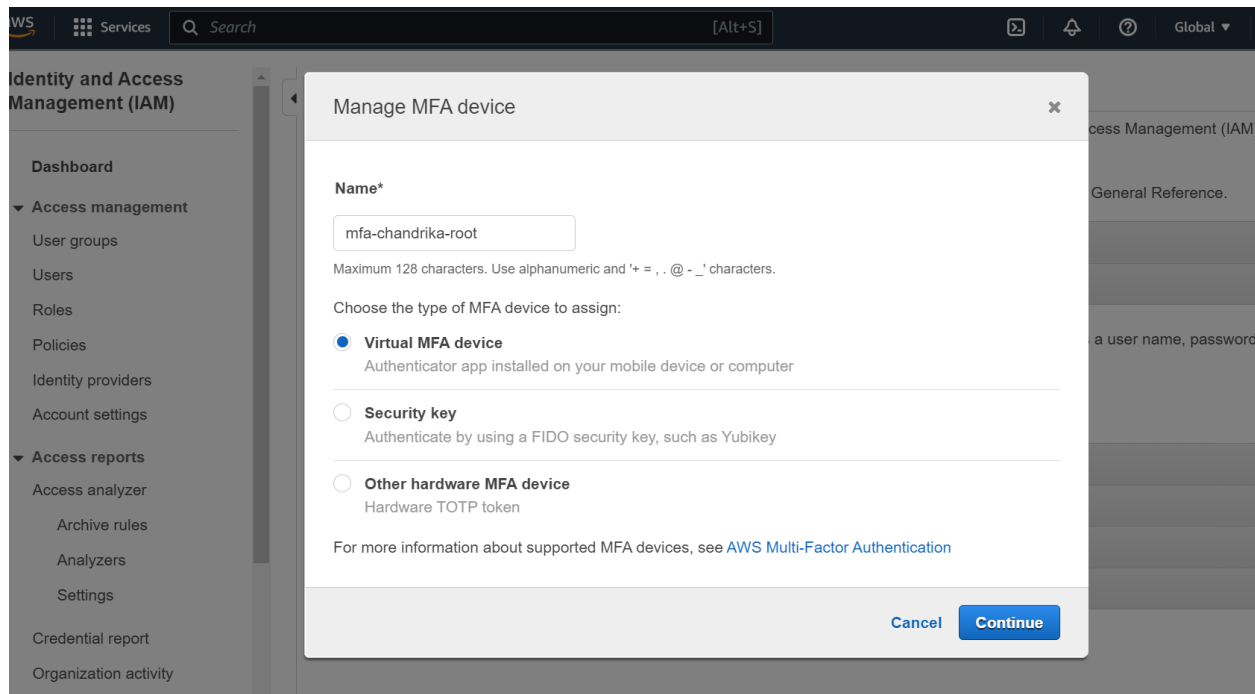 aws
Services
Search
[Alt+S]
Global
Identity and Access
Management (IAM)
Dashboard
Access management
User groups
Users
Roles
Policies
Identity providers
Account settings
Access reports
Access analyzer
Archive rules
Analyzers
Settings
Credential report
Organization activity
Manage MFA device
Name*
mfa-chandrika-root
Maximum 128 characters. Use alphanumeric and '+ = , . @ - _' characters.
Choose the type of MFA device to assign:
Virtual MFA device
Authenticator app installed on your mobile device or computer
Security key
Authenticate by using a FIDO security key, such as Yubikey
Other hardware MFA device
Hardware TOTP token
For more information about supported MFA devices, see AWS Multi-Factor Authentication
Cancel
Continue
cess Management (IAM
General Reference.
a user name, password